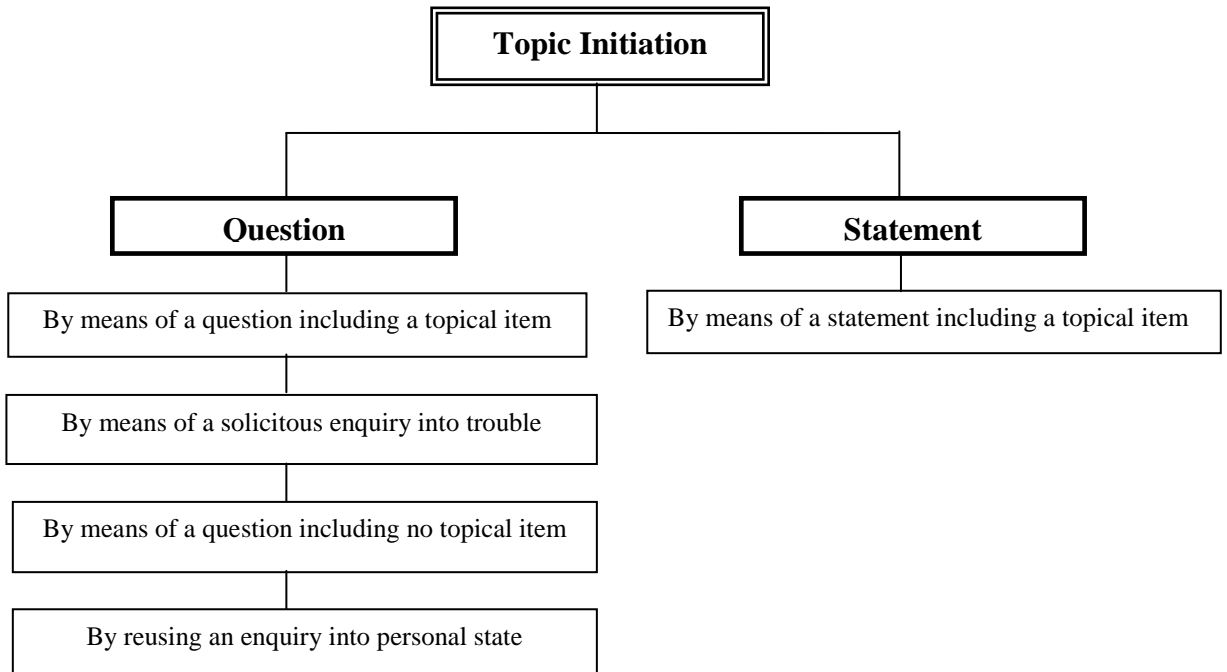 Topic Initiation
Question
Statement
By means of a question including a topical item
By means of a statement including a topical item
By means of a solicitous enquiry into trouble
By means of a question including no topical item
By reusing an enquiry into personal state